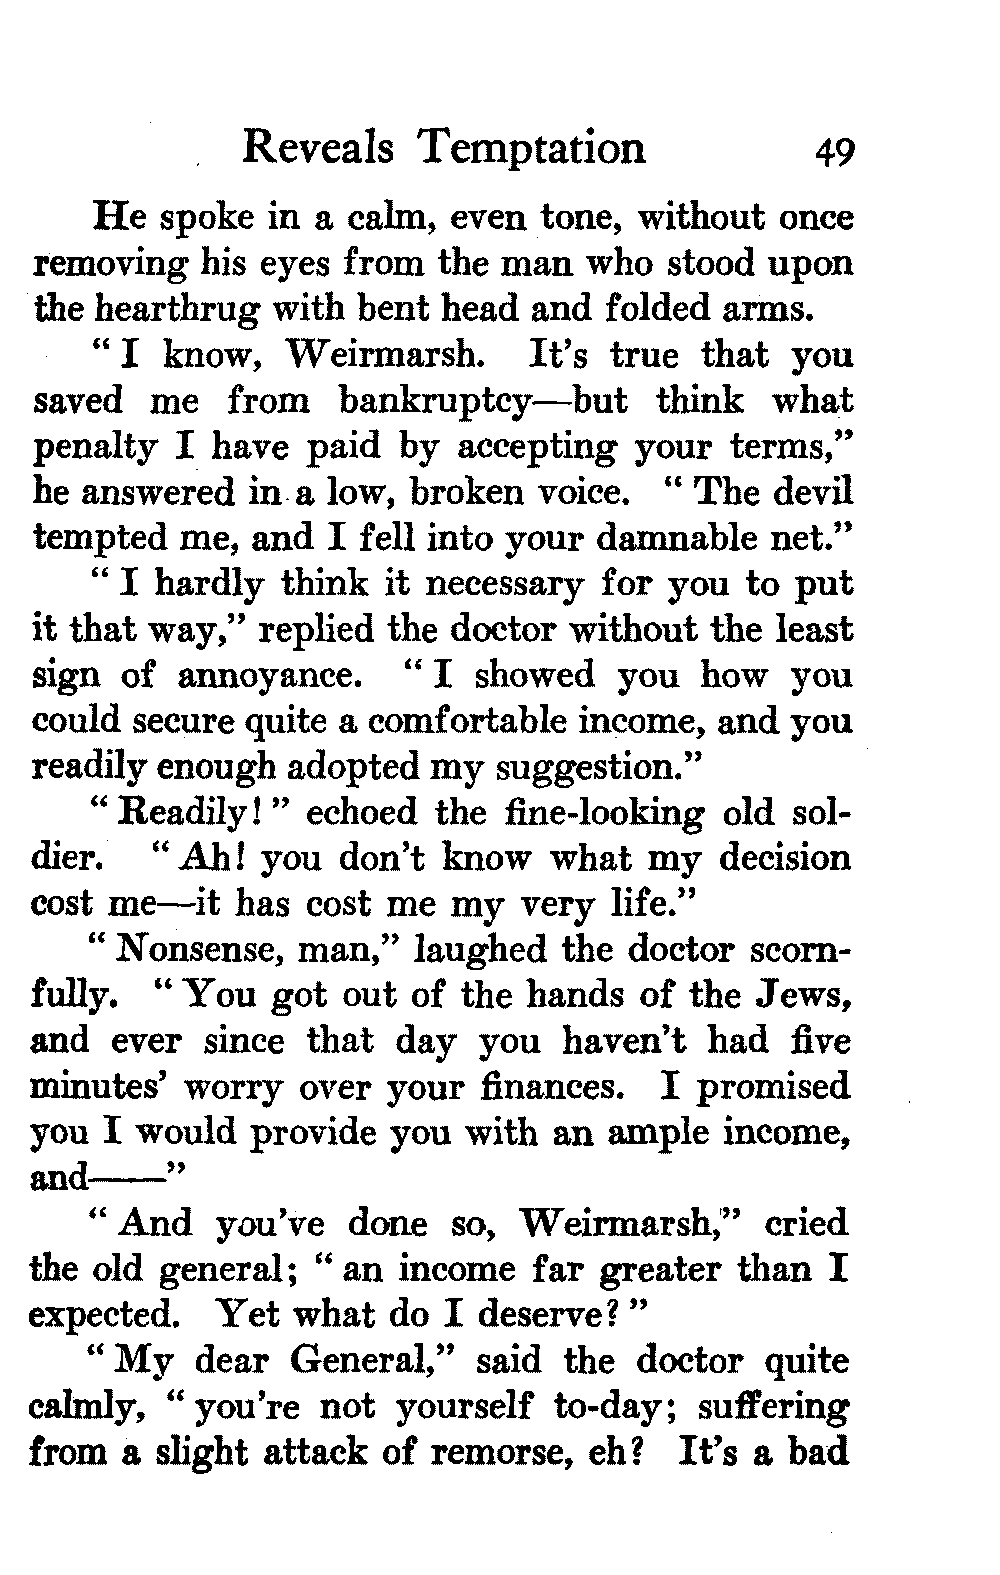 Reveals Temptation 49
He spoke in a calm, even tone, without once
removing his eyes from the man who stood upon
the hearthrug with bent head and folded arms.
“ I know, Weirmarsh. It’s true that you
saved me from bankruptcy—but think what
penalty I have paid by accepting your terms,”
he answered in a low, broken voice. “ The devil
tempted me, and I fell into your damnable net.”
“ I hardly think it necessary for you to put
it that way,” replied the doctor without the least
sign of annoyance. “ I showed you how you
could secure quite a comfortable income, and you
readily enough adopted my suggestion.”
“ Readily! ” echoed the fine-looking old sol-
dier. “ Ah! you don’t know what my decision
cost me—it has cost me my very life.”
“ Nonsense, man,” laughed the doctor scorn-
fully. “ You got out of the hands of the Jews,
and ever since that day you haven’t had five
minutes’ worry over your finances. I promised
you I would provide you with an ample income,
and——”
“ And you’ve done so, Weirmarsh,” cried
the old general; “ an income far greater than I
expected. Yet what do I deserve? ”
“ My dear General,” said the doctor quite
calmly, “ you’re not yourself to-day; suffering
from a slight attack of remorse, eh? It’s a bad